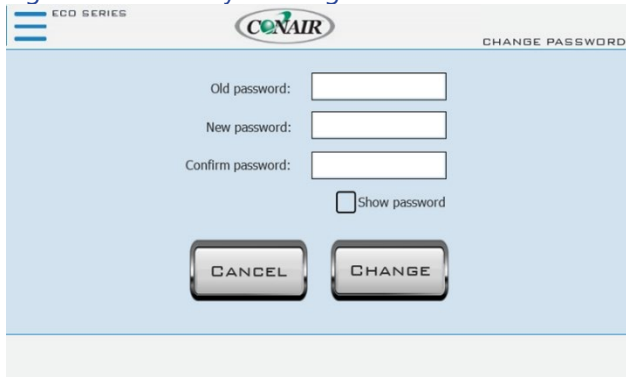 ECO SERIES
CONAIR
CHANGE PASSWORD
Old password:
New password:
Confirm password:
Show password
CANCEL
CHANGE